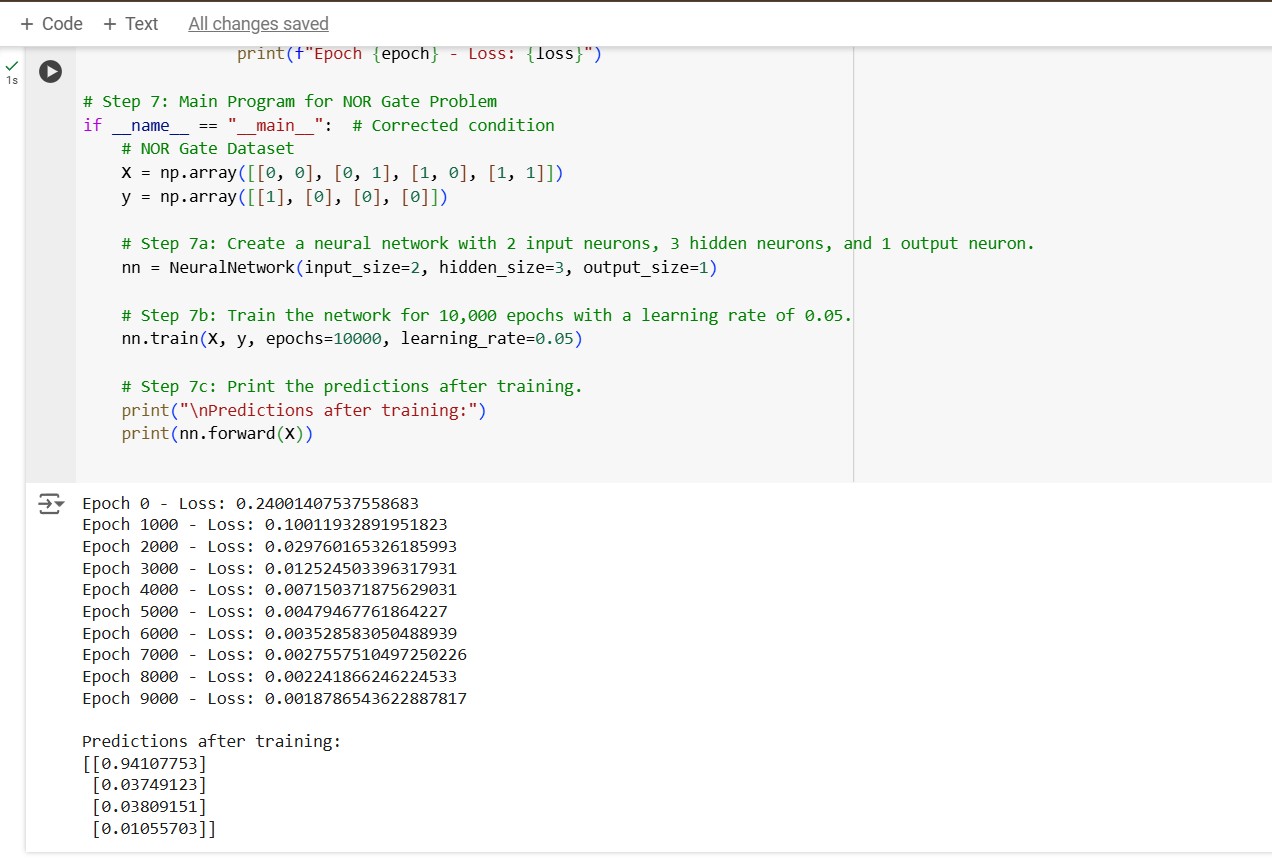 + Code + Text All changes saved
print(f"Epoch {epoch} - Loss: {loss}")
1s
# Step 7: Main Program for NOR Gate Problem
if __name__ == "__main__":  # Corrected condition
    # NOR Gate Dataset
    X = np.array([[0, 0], [0, 1], [1, 0], [1, 1]])
    y = np.array([[1], [0], [0], [0]])
    # Step 7a: Create a neural network with 2 input neurons, 3 hidden neurons, and 1 output neuron.
    nn = NeuralNetwork(input_size=2, hidden_size=3, output_size=1)
    # Step 7b: Train the network for 10,000 epochs with a learning rate of 0.05.
    nn.train(X, y, epochs=10000, learning_rate=0.05)
    # Step 7c: Print the predictions after training.
    print("\nPredictions after training:")
    print(nn.forward(X))
Epoch 0 - Loss: 0.24001407537558683
Epoch 1000 - Loss: 0.10011932891951823
Epoch 2000 - Loss: 0.029760165326185993
Epoch 3000 - Loss: 0.012524503396317931
Epoch 4000 - Loss: 0.007150371875629031
Epoch 5000 - Loss: 0.00479467761864227
Epoch 6000 - Loss: 0.003528583050488939
Epoch 7000 - Loss: 0.0027557510497250226
Epoch 8000 - Loss: 0.002241866246224533
Epoch 9000 - Loss: 0.0018786543622887817
Predictions after training:
[[0.94107753]
 [0.03749123]
 [0.03809151]
 [0.01055703]]